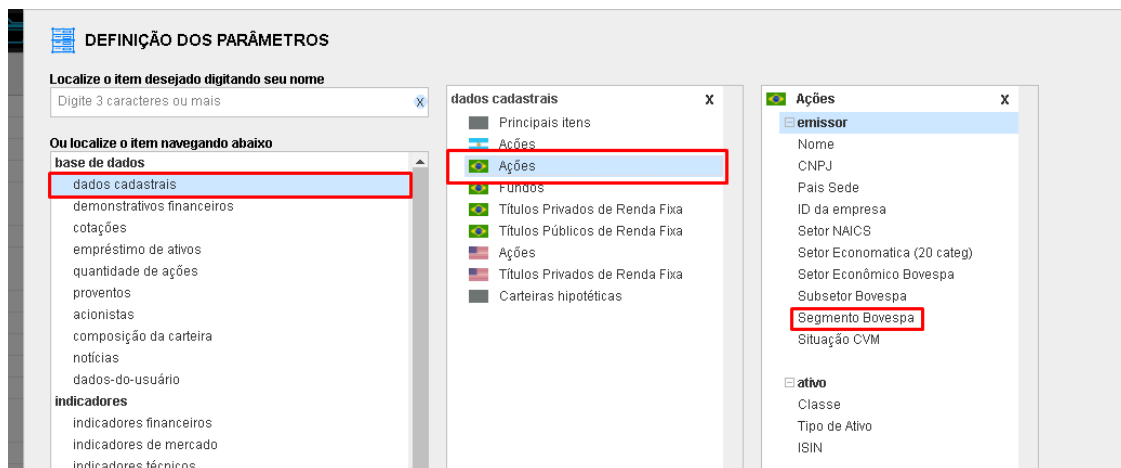 DEFINIÇÃO DOS PARÂMETROS
Localize o item desejado digitando seu nome
Digite 3 caracteres ou mais
X
Ou localize o item navegando abaixo
base de dados
dados cadastrais
demonstrativos financeiros
cotações
empréstimo de ativos
quantidade de ações
proventos
acionistas
composição da carteira
notícias
dados-do-usuário
indicadores
indicadores financeiros
indicadores de mercado
indicadores técnicos
dados cadastrais
X
Principais itens
Ações
Ações
Fundos
Títulos Privados de Renda Fixa
Títulos Públicos de Renda Fixa
Ações
Títulos Privados de Renda Fixa
Carteiras hipotéticas
Ações
X
emissor
Nome
CNPJ
Pais Sede
ID da empresa
Setor NAICS
Setor Economatica (20 categ)
Setor Econômico Bovespa
Subsetor Bovespa
Segmento Bovespa
Situação CVM
ativo
Classe
Tipo de Ativo
ISIN